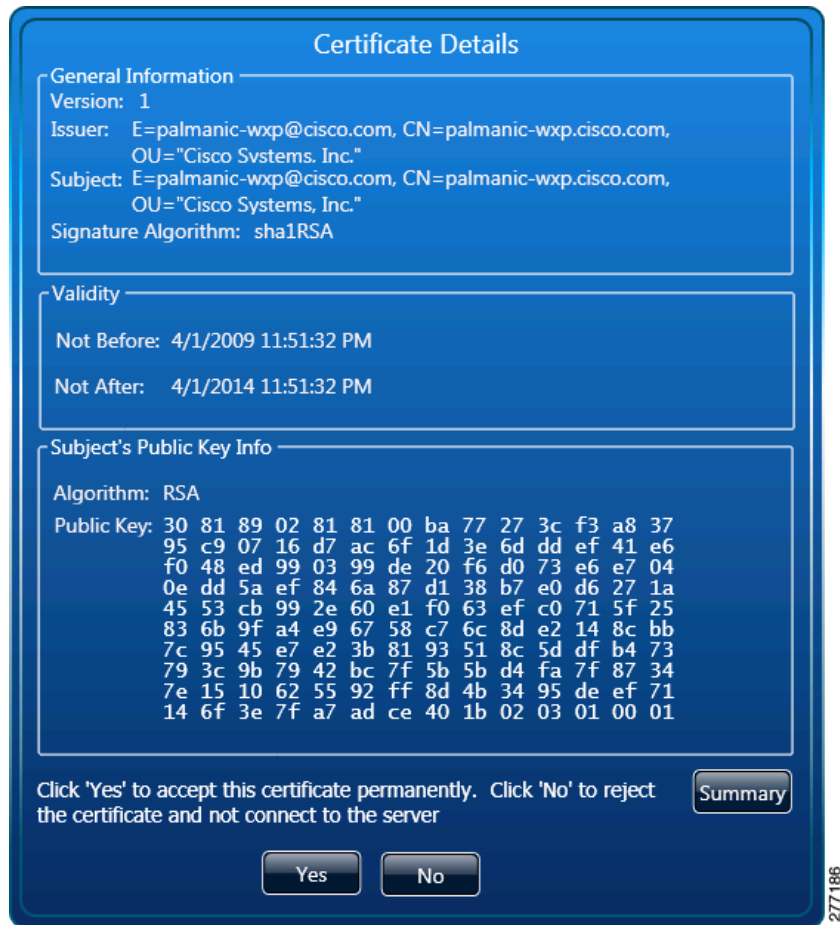 Certificate Details
General Information
Version: 1
Issuer: E=palmanic-wxp@cisco.com, CN=palmanic-wxp.cisco.com,
OU="Cisco Systems. Inc."
Subject: E=palmanic-wxp@cisco.com, CN=palmanic-wxp.cisco.com,
OU="Cisco Systems, Inc."
Signature Algorithm: sha1RSA
Validity
Not Before: 4/1/2009 11:51:32 PM
Not After: 4/1/2014 11:51:32 PM
Subject's Public Key Info
Algorithm: RSA
Public Key: 30 81 89 02 81 81 00 ba 77 27 3c f3 a8 37
95 c9 07 16 d7 ac 6f 1d 3e 6d dd ef 41 e6
f0 48 ed 99 03 99 de 20 f6 d0 73 e6 e7 04
0e dd 5a ef 84 6a 87 d1 38 b7 e0 d6 27 1a
45 53 cb 99 2e 60 e1 f0 63 ef c0 71 5f 25
83 6b 9f a4 e9 67 58 c7 6c 8d e2 14 8c bb
7c 95 45 e7 e2 3b 81 93 51 8c 5d df b4 73
79 3c 9b 79 42 bc 7f 5b 5b d4 fa 7f 87 34
7e 15 10 62 55 92 ff 8d 4b 34 95 de ef 71
14 6f 3e 7f a7 ad ce 40 1b 02 03 01 00 01
Click 'Yes' to accept this certificate permanently. Click 'No' to reject
the certificate and not connect to the server
Summary
Yes
No
277186